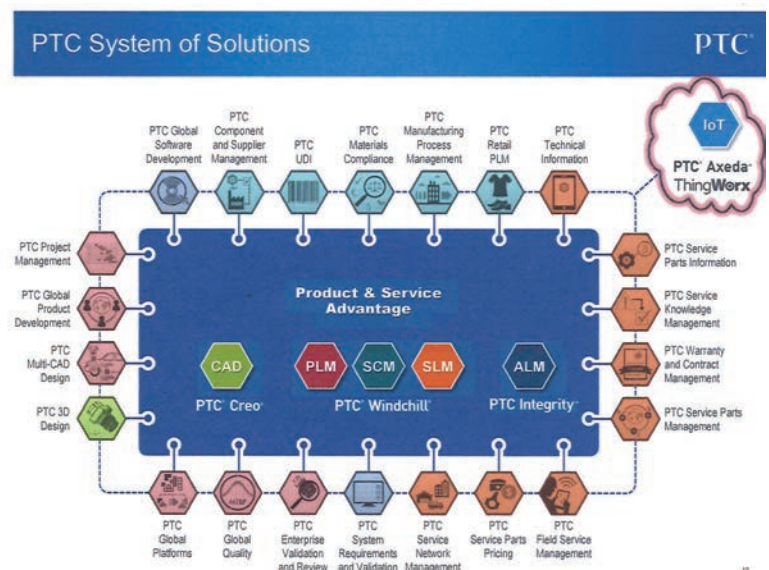 PTC System of Solutions
PTC®
PTC Global
Software
Development
PTC
Component
and Supplier
Management
PTC
UDI
PTC
Materials
Compliance
PTC
Manufacturing
Process
Management
PTC
Retail
PLM
PTC
Technical
Information
IoT
PTC® Axeda®
ThingWorx
PTC Project
Management
PTC Global
Product
Development
PTC
Multi-CAD
Design
PTC 3D
Design
Product & Service
Advantage
CAD
PLM
SCM
SLM
ALM
PTC® Creo®
PTC® Windchill®
PTC Integrity™
PTC Service
Parts Information
PTC Service
Knowledge
Management
PTC Warranty
and Contract
Management
PTC Service Parts
Management
MTBF
PTC
Global
Platforms
PTC
Global
Quality
PTC
Enterprise
Validation
and Review
PTC
System
Requirements
and Validation
PTC
Service
Network
Management
PTC
Service Parts
Pricing
PTC
Field Service
Management